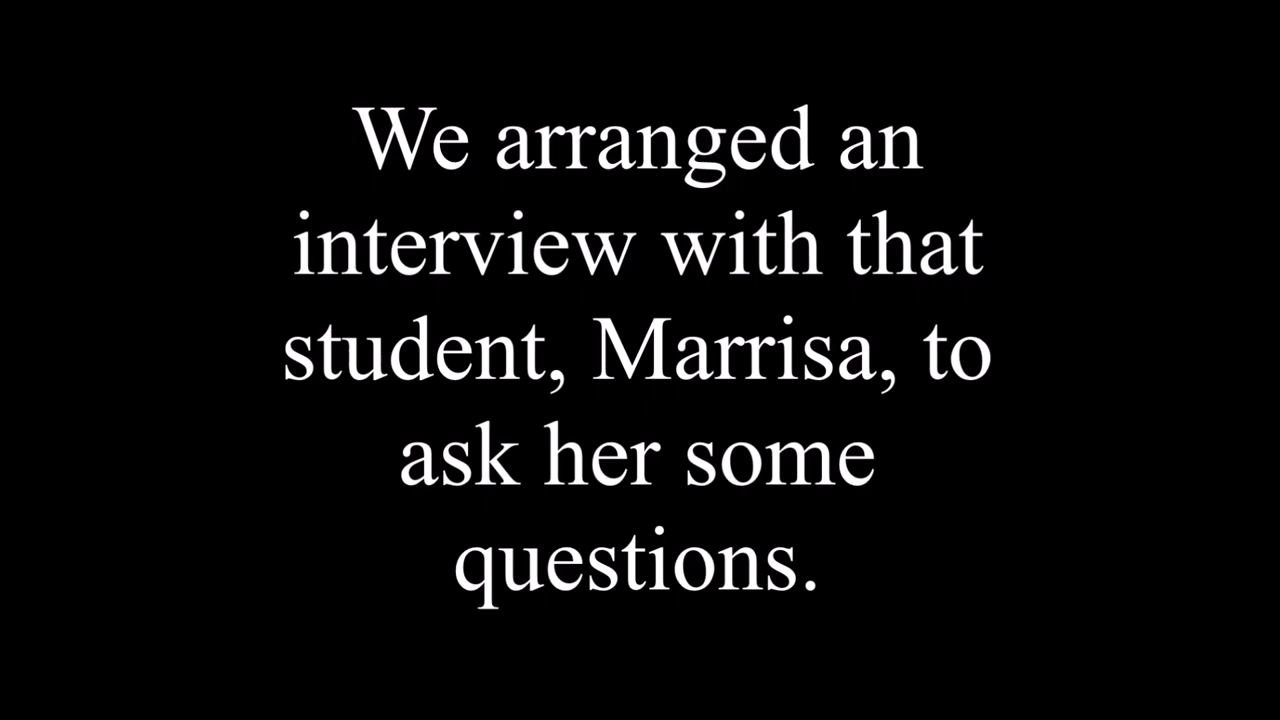 We arranged an
interview with that
student, Marrisa, to
ask her some
questions.